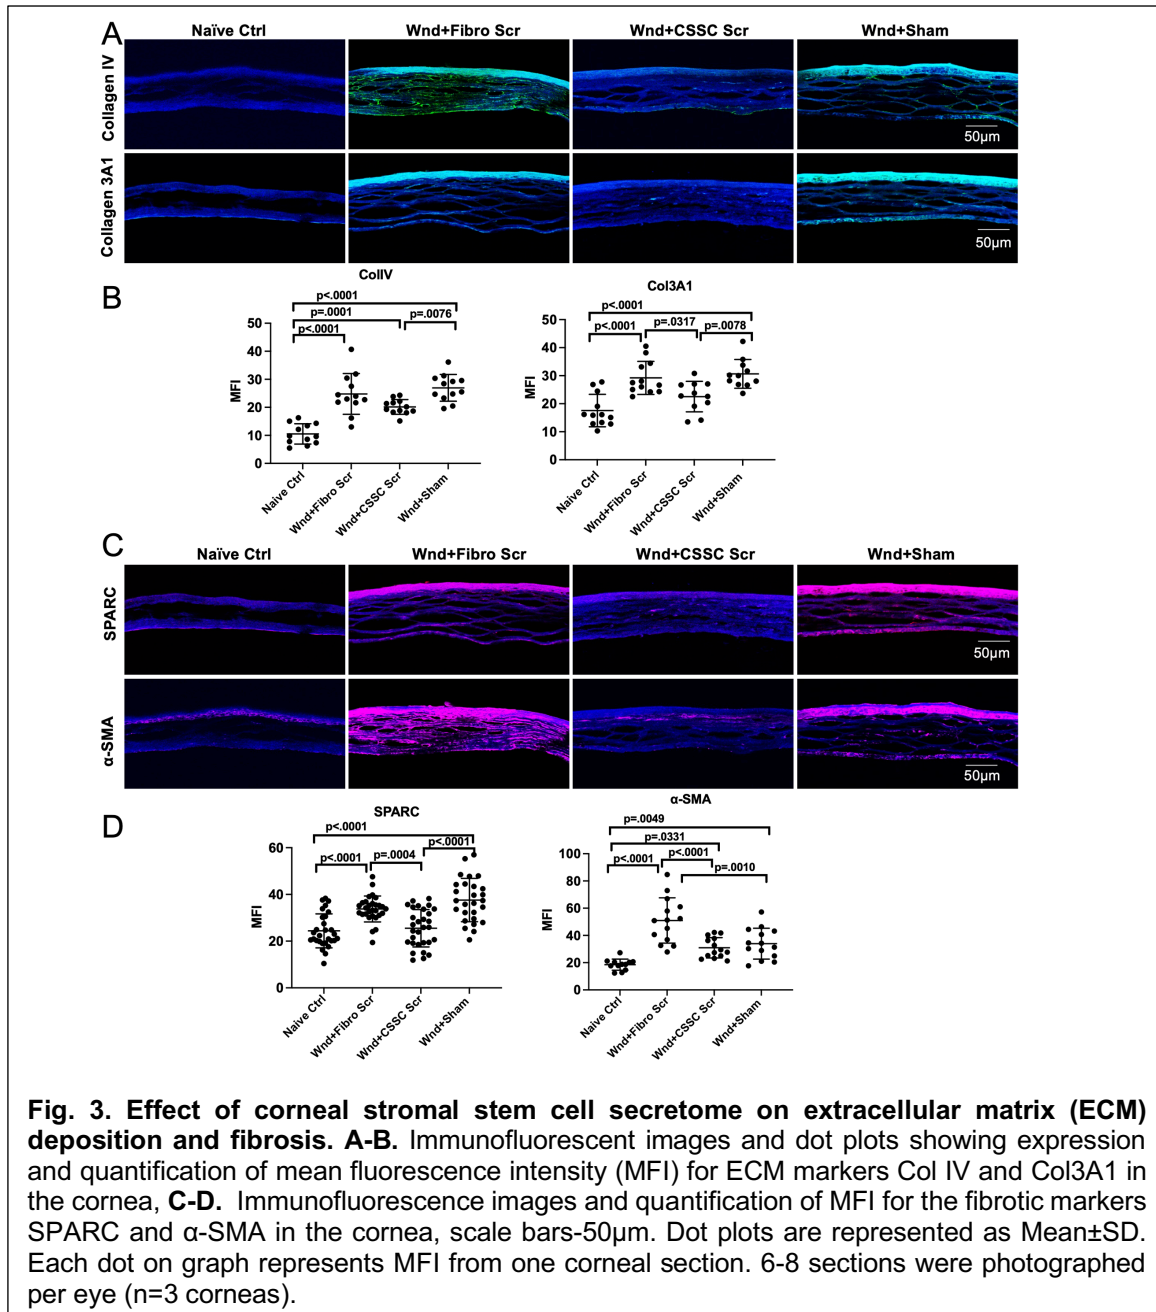 A
Naïve Ctrl
Wnd+Fibro Scr
Wnd+CSSC Scr
Wnd+Sham
Collagen IV
50µm
Collagen 3A1
50µm
B
ColIV
p<.0001
p=.0001
p=.0076
p<.0001
50
40
30
20
10
0
MFI
Naive Ctrl
Wnd+Fibro Scr
Wnd+CSSC Scr
Wnd+Sham
Col3A1
p<.0001
p<.0001
p=.0317
p=.0078
50
40
30
20
10
0
MFI
Naive Ctrl
Wnd+Fibro Scr
Wnd+CSSC Scr
Wnd+Sham
C
Naïve Ctrl
Wnd+Fibro Scr
Wnd+CSSC Scr
Wnd+Sham
SPARC
50µm
α-SMA
50µm
D
SPARC
p<.0001
p<.0001
p=.0004
p<.0001
60
40
20
0
MFI
Naive Ctrl
Wnd+Fibro Scr
Wnd+CSSC Scr
Wnd+Sham
α-SMA
p=.0049
p=.0331
p<.0001
p<.0001
p=.0010
100
80
60
40
20
0
MFI
Naive Ctrl
Wnd+Fibro Scr
Wnd+CSSC Scr
Wnd+Sham
Fig. 3. Effect of corneal stromal stem cell secretome on extracellular matrix (ECM)
deposition and fibrosis. A-B. Immunofluorescent images and dot plots showing expression
and quantification of mean fluorescence intensity (MFI) for ECM markers Col IV and Col3A1 in
the cornea, C-D. Immunofluorescence images and quantification of MFI for the fibrotic markers
SPARC and α-SMA in the cornea, scale bars-50µm. Dot plots are represented as Mean±SD.
Each dot on graph represents MFI from one corneal section. 6-8 sections were photographed
per eye (n=3 corneas).